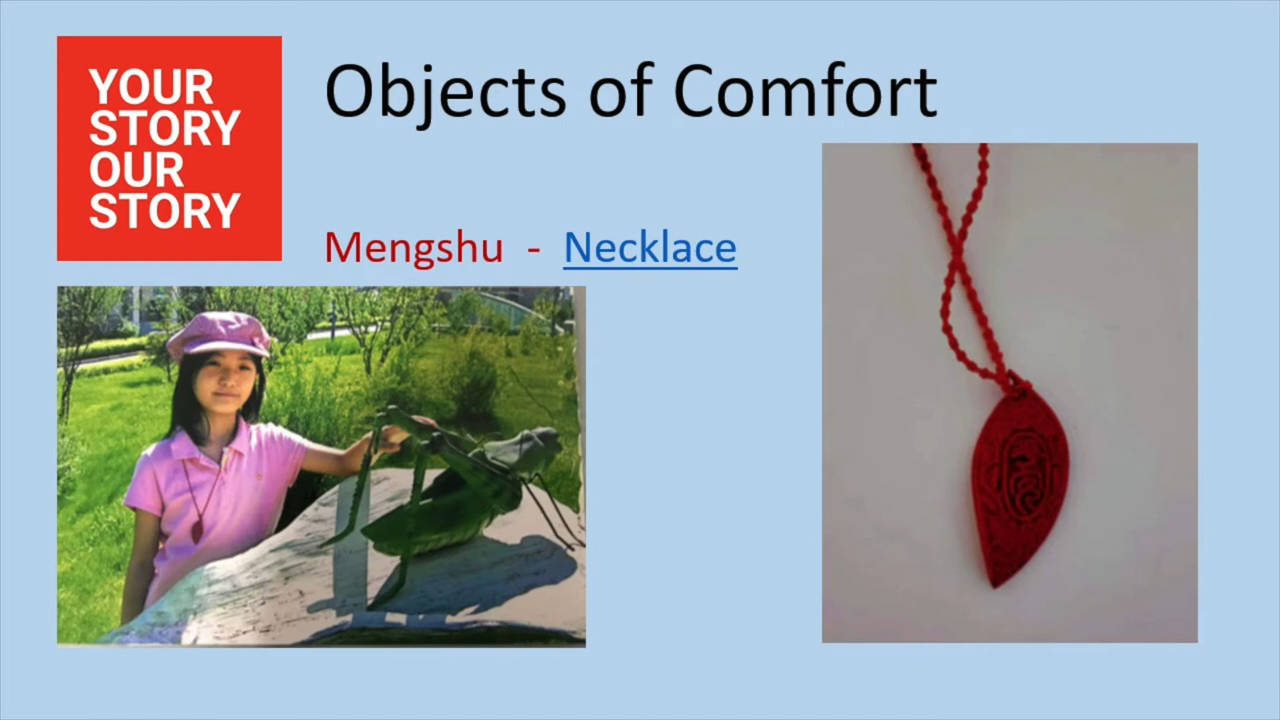 YOUR
STORY
OUR
STORY
Objects of Comfort
Mengshu - Necklace